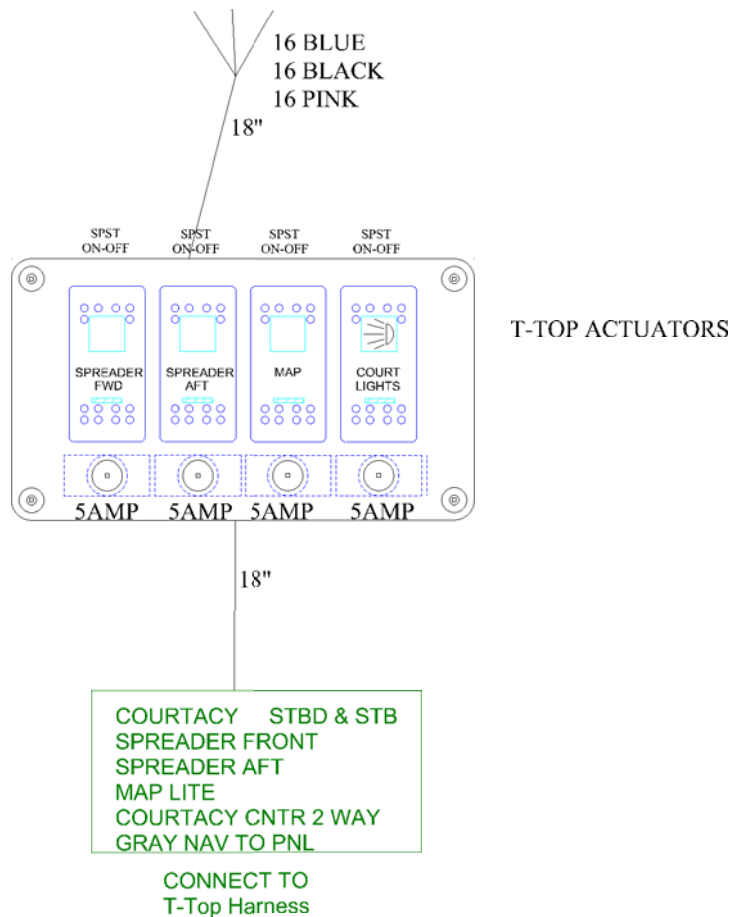 16 BLUE
16 BLACK
16 PINK
18"
SPST SPST SPST SPST
ON-OFF ON-OFF ON-OFF ON-OFF
T-TOP ACTUATORS
SPREADER FWD
SPREADER AFT
MAP
COURT LIGHTS
5AMP 5AMP 5AMP 5AMP
18"
COURTACY STBD & STB
SPREADER FRONT
SPREADER AFT
MAP LITE
COURTACY CNTR 2 WAY
GRAY NAV TO PNL
CONNECT TO
T-Top Harness